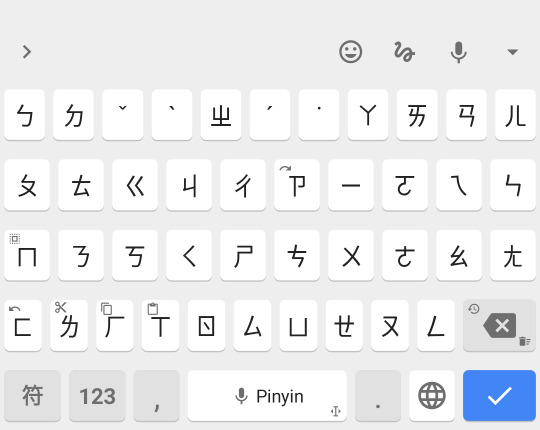 ㄅ ㄉ ˇ ˋ ㄓ ˊ ˙ ㄚ ㄞ ㄢ ㄦ
ㄆ ㄊ ㄍ ㄐ ㄔ ㄗ ㄧ ㄛ ㄟ ㄣ
ㄇ ㄋ ㄎ ㄑ ㄕ ㄘ ㄨ ㄜ ㄠ ㄤ
ㄈ ㄌ ㄏ ㄒ ㄖ ㄙ ㄩ ㄝ ㄡ ㄥ
符 123 , Pinyin .